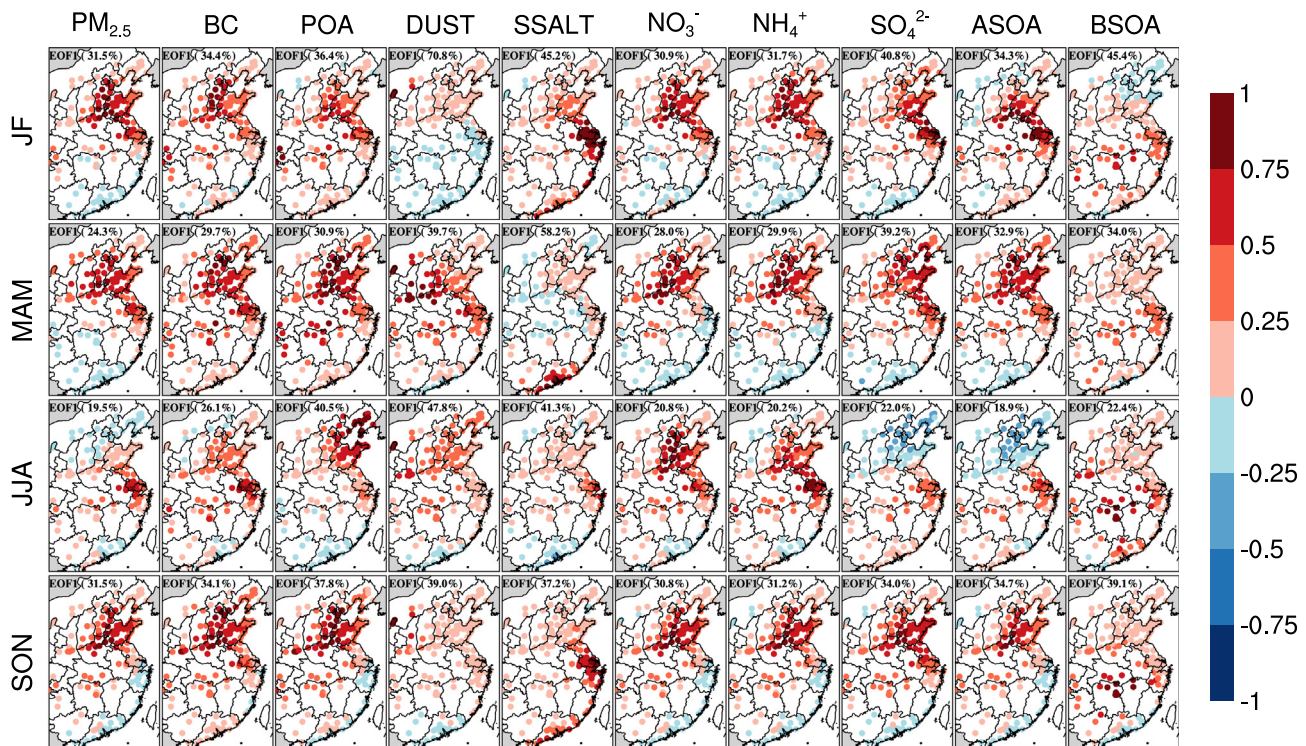 PM2.5 BC POA DUST SSALT NO3- NH4+ SO42- ASOA BSOA
JF
EOF1 (31.5%) EOF1 (34.4%) EOF1 (36.4%) EOF1 (70.8%) EOF1 (45.2%) EOF1 (30.9%) EOF1 (31.7%) EOF1 (40.8%) EOF1 (34.3%) EOF1 (45.4%)
MAM
EOF1 (24.3%) EOF1 (29.7%) EOF1 (30.9%) EOF1 (39.7%) EOF1 (58.2%) EOF1 (28.0%) EOF1 (29.9%) EOF1 (39.2%) EOF1 (32.9%) EOF1 (34.0%)
JJA
EOF1 (19.5%) EOF1 (26.1%) EOF1 (40.5%) EOF1 (47.8%) EOF1 (41.3%) EOF1 (20.8%) EOF1 (20.2%) EOF1 (22.0%) EOF1 (18.9%) EOF1 (22.4%)
SON
EOF1 (31.5%) EOF1 (34.1%) EOF1 (37.8%) EOF1 (39.0%) EOF1 (37.2%) EOF1 (30.8%) EOF1 (31.2%) EOF1 (34.0%) EOF1 (34.7%) EOF1 (39.1%)
1
0.75
0.5
0.25
0
-0.25
-0.5
-0.75
-1